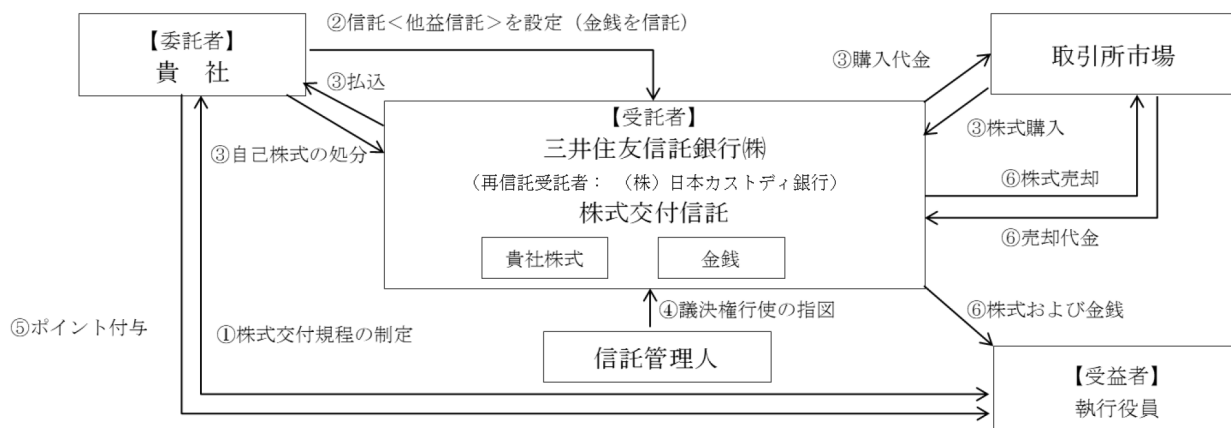 ②信託＜他益信託＞を設定（金銭を信託）
【委託者】
貴　社
③払込
③自己株式の処分
③購入代金
取引所市場
③株式購入
【受託者】
三井住友信託銀行㈱
（再信託受託者：　（株）日本カストディ銀行）
株式交付信託
貴社株式
金銭
⑥株式売却
⑥売却代金
④議決権行使の指図
⑥株式および金銭
⑤ポイント付与
①株式交付規程の制定
信託管理人
【受益者】
執行役員